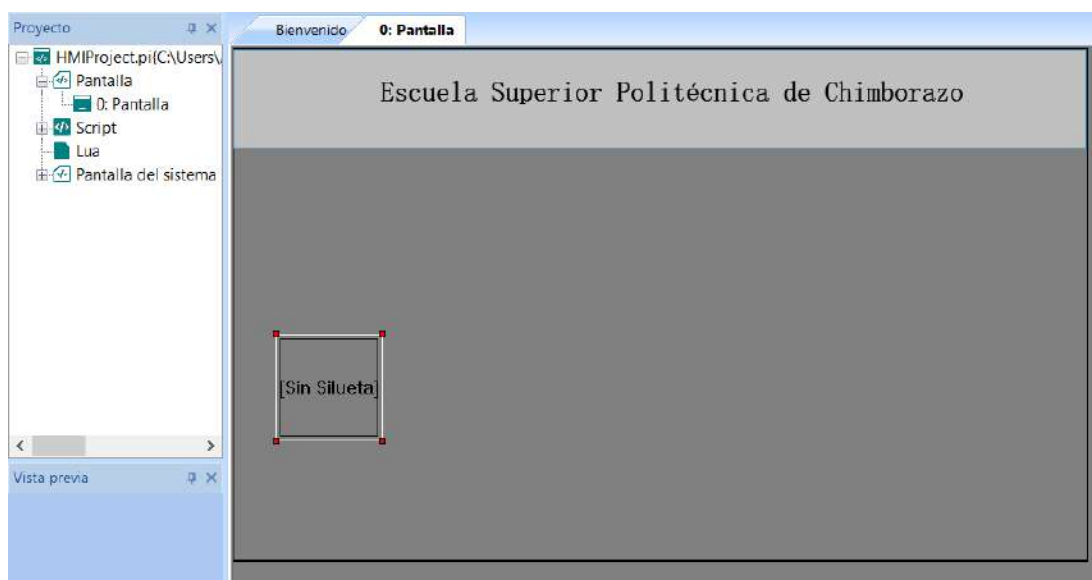 Proyecto
Bienvenido
0: Pantalla
HMIProject.pi(C:\Users\
Pantalla
0: Pantalla
Script
Lua
Pantalla del sistema
Vista previa
Escuela Superior Politécnica de Chimborazo
[Sin Silueta]